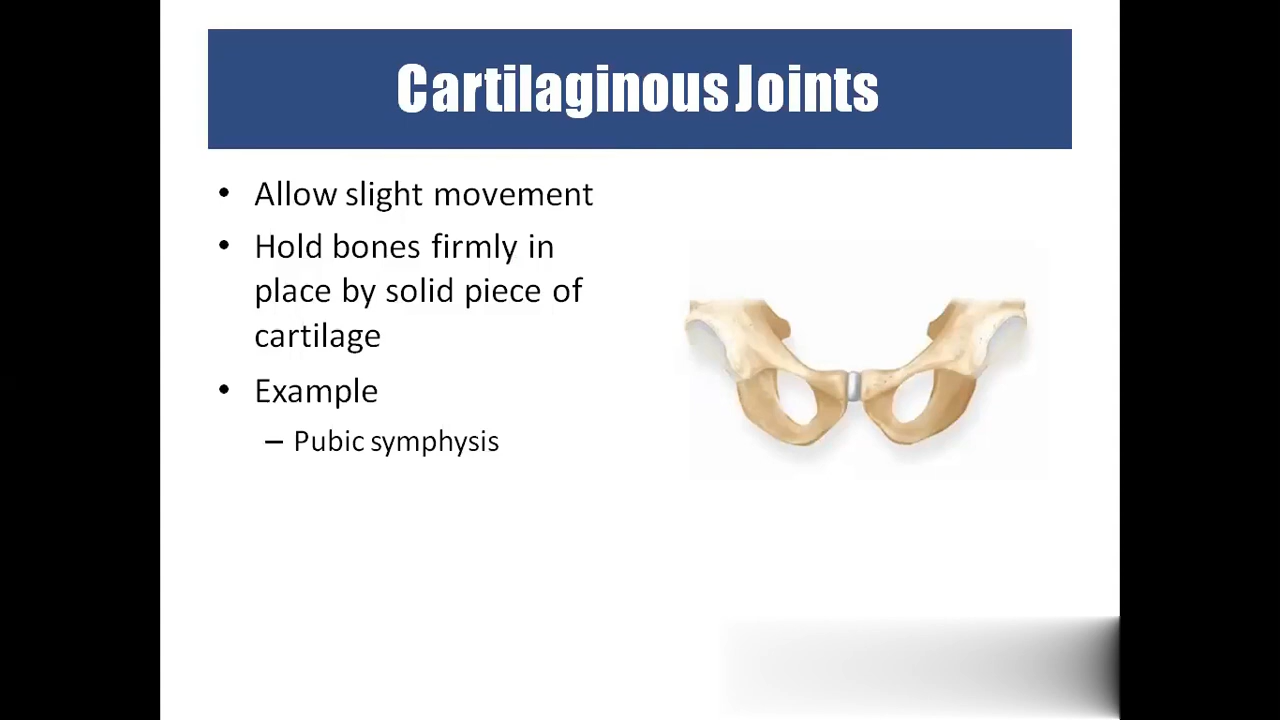 Cartilaginous Joints
• Allow slight movement
• Hold bones firmly in
place by solid piece of
cartilage
• Example
– Pubic symphysis